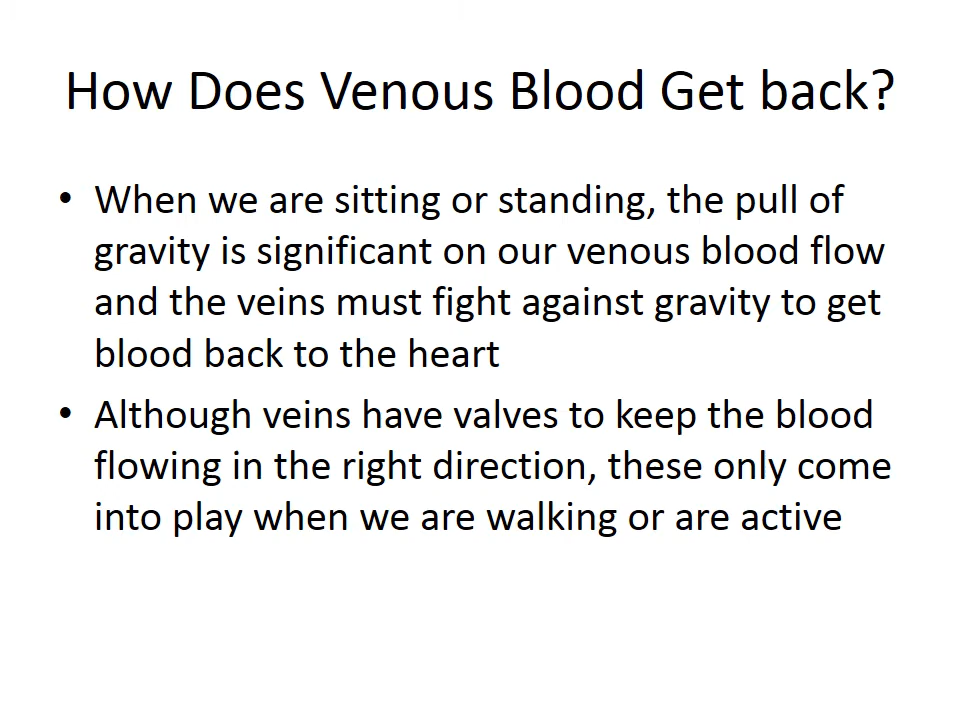 How Does Venous Blood Get back?
• When we are sitting or standing, the pull of
gravity is significant on our venous blood flow
and the veins must fight against gravity to get
blood back to the heart
• Although veins have valves to keep the blood
flowing in the right direction, these only come
into play when we are walking or are active